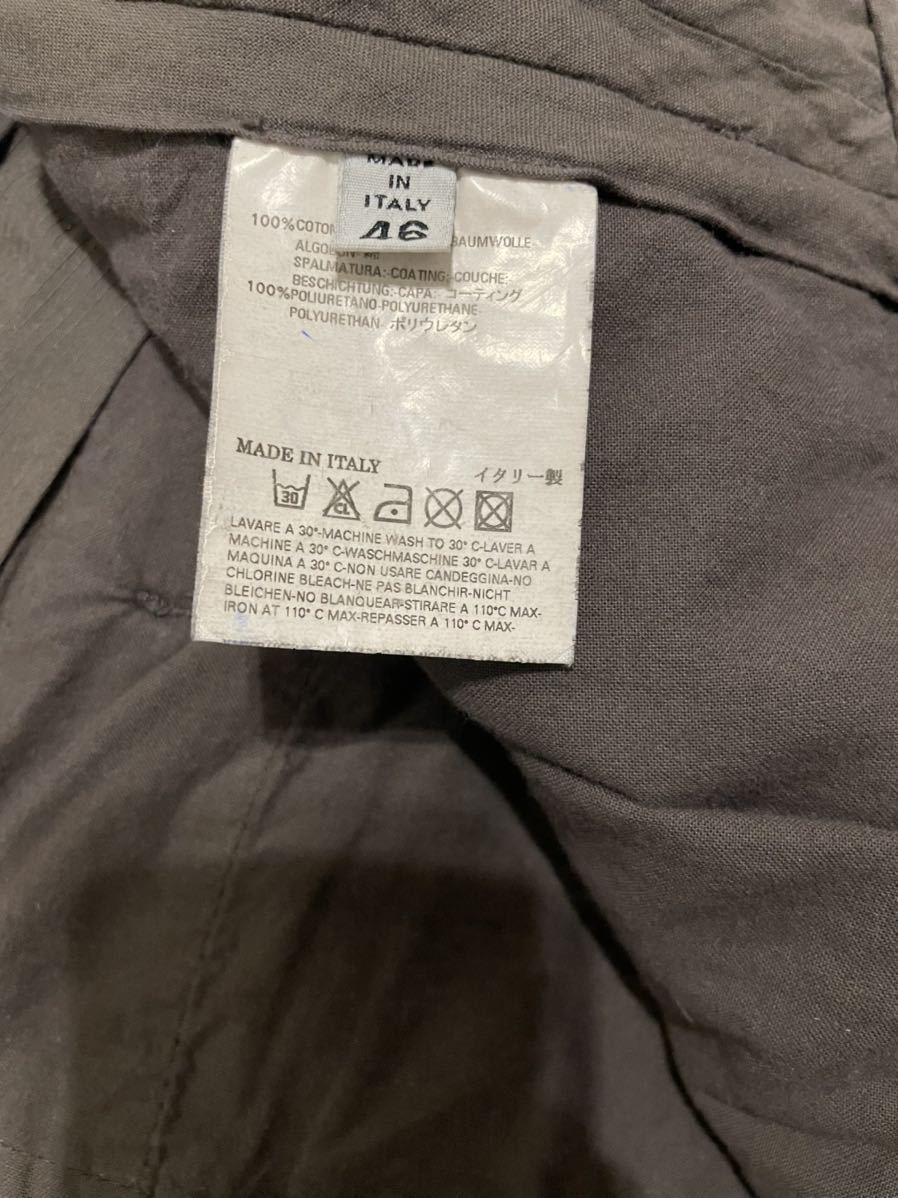 MADE
IN
ITALY
46
100%COTON BAUMWOLLE
ALGODON-綿
SPALMATURA:-COATING:-COUCHE:
BESCHICHTUNG:-CAPA: コーティング
100%POLIURETANO-POLYURETHANE-
POLYURETHAN- ポリウレタン
MADE IN ITALY
イタリー製
30 CL
LAVARE A 30°-MACHINE WASH TO 30° C-LAVER A
MACHINE A 30° C-WASCHMASCHINE 30° C-LAVAR A
MAQUINA A 30° C-NON USARE CANDEGGINA-NO
CHLORINE BLEACH-NE PAS BLANCHIR-NICHT
BLEICHEN-NO BLANQUEAR-STIRARE A 110° C MAX-
IRON AT 110° C MAX-REPASSER A 110° C MAX-